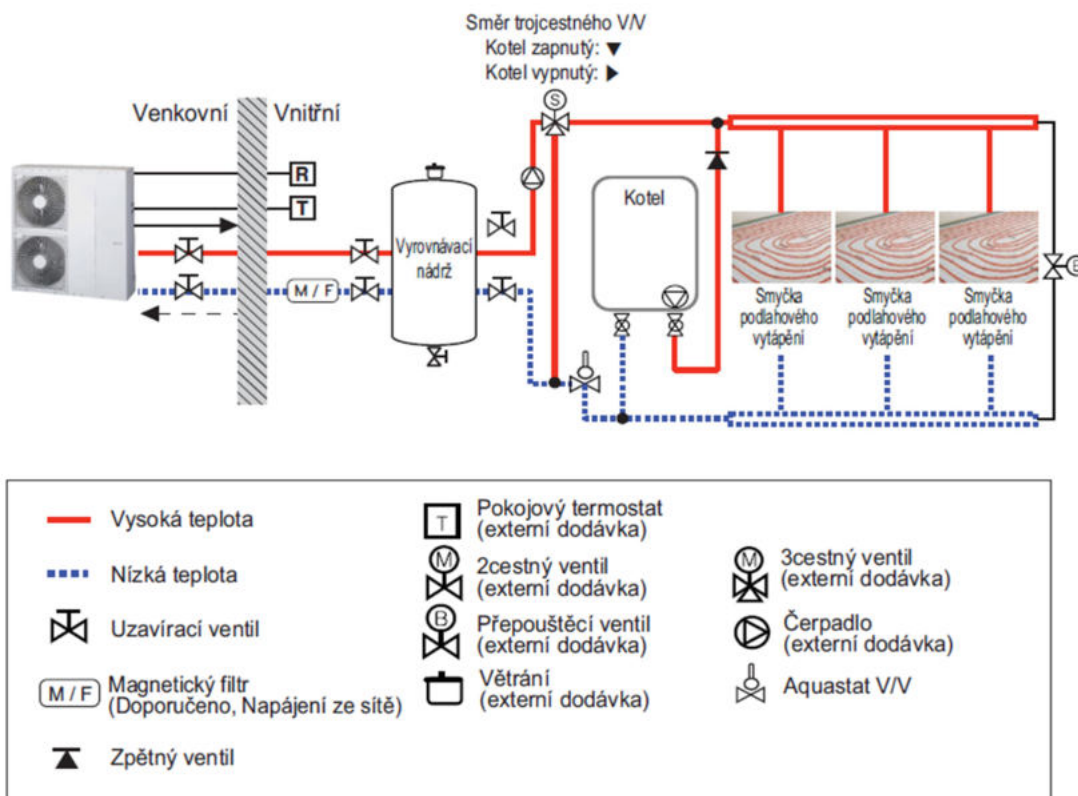 Směr trojcestného V/V
Kotel zapnutý: ▼
Kotel vypnutý: ▶
S
Venkovní
Vnitřní
R
T
Kotel
Vyrovnávací
nádrž
M / F
B
Smyčka
podlahového
vytápění
Smyčka
podlahového
vytápění
Smyčka
podlahového
vytápění
Vysoká teplota
Nízká teplota
Uzavírací ventil
M / F
Magnetický filtr
(Doporučeno, Napájení ze sítě)
Zpětný ventil
T
Pokojový termostat
(externí dodávka)
M
2cestný ventil
(externí dodávka)
B
Přepouštěcí ventil
(externí dodávka)
Větrání
(externí dodávka)
M
3cestný ventil
(externí dodávka)
Čerpadlo
(externí dodávka)
Aquastat V/V